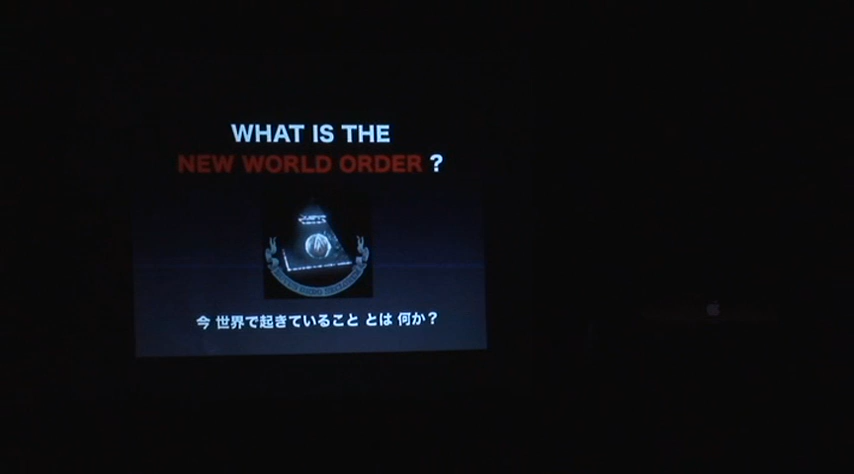 WHAT IS THE
NEW WORLD ORDER ?
今 世界で起きていること とは 何か？